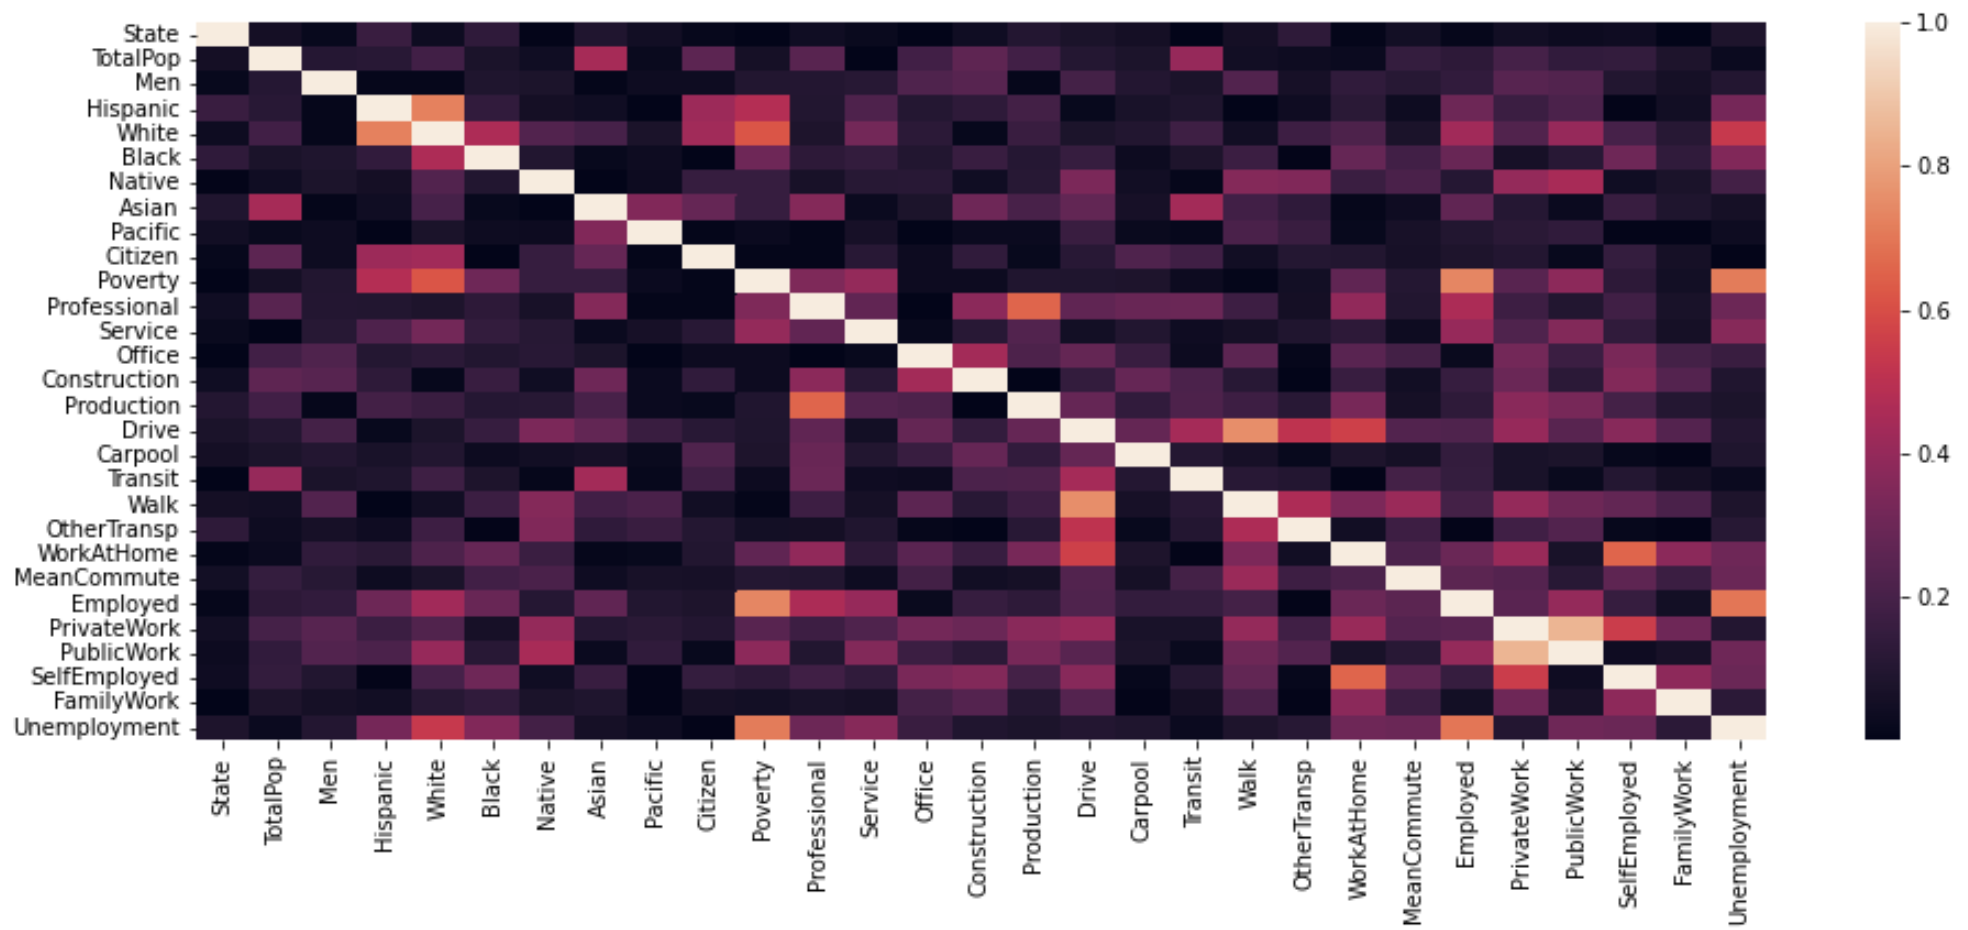 State
TotalPop
Men
Hispanic
White
Black
Native
Asian
Pacific
Citizen
Poverty
Professional
Service
Office
Construction
Production
Drive
Carpool
Transit
Walk
OtherTransp
WorkAtHome
MeanCommute
Employed
PrivateWork
PublicWork
SelfEmployed
FamilyWork
Unemployment
State
TotalPop
Men
Hispanic
White
Black
Native
Asian
Pacific
Citizen
Poverty
Professional
Service
Office
Construction
Production
Drive
Carpool
Transit
Walk
OtherTransp
WorkAtHome
MeanCommute
Employed
PrivateWork
PublicWork
SelfEmployed
FamilyWork
Unemployment
1.0
0.8
0.6
0.4
0.2